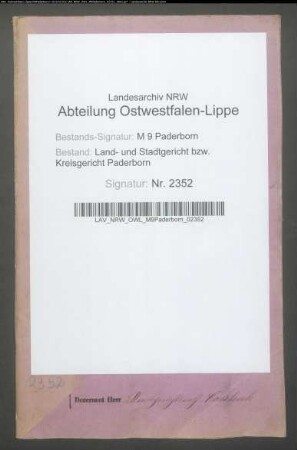 Landesarchiv NRW
Abteilung Ostwestfalen-Lippe
Bestands-Signatur: M 9 Paderborn
Bestand: Land- und Stadtgericht bzw.
Kreisgericht Paderborn
Signatur: Nr. 2352
LAV_NRW_OWL_M9Paderborn_02352
2352